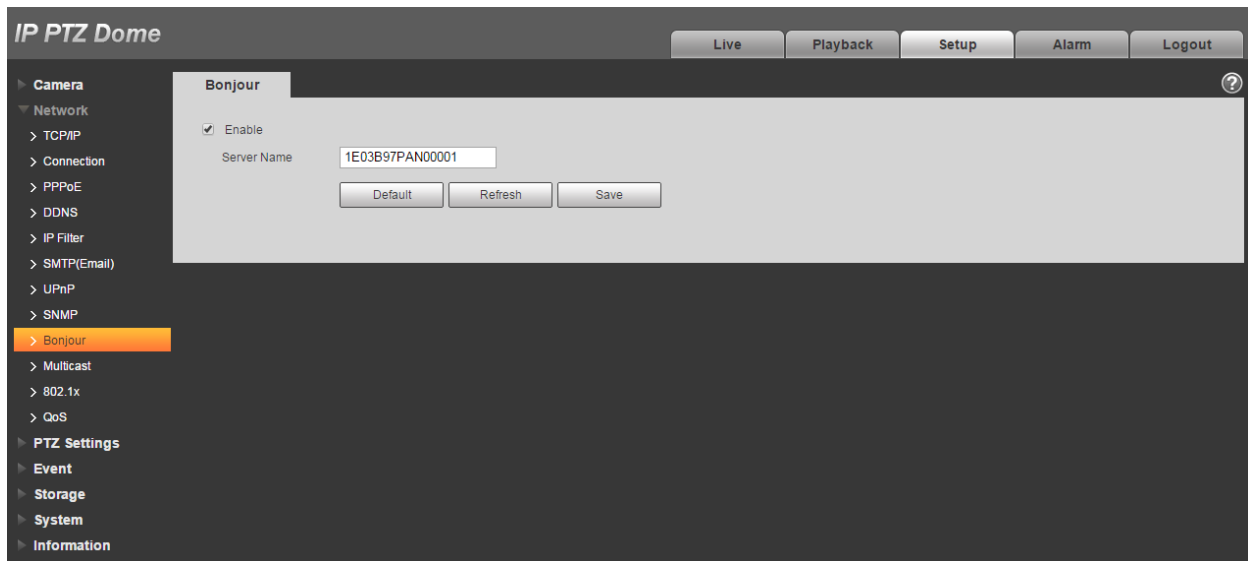 IP PTZ Dome
Live Playback Setup Alarm Logout
Camera
Network
TCP/IP
Connection
PPPoE
DDNS
IP Filter
SMTP(Email)
UPnP
SNMP
Bonjour
Multicast
802.1x
QoS
PTZ Settings
Event
Storage
System
Information
Bonjour
?
Enable
Server Name 1E03B97PAN00001
Default Refresh Save